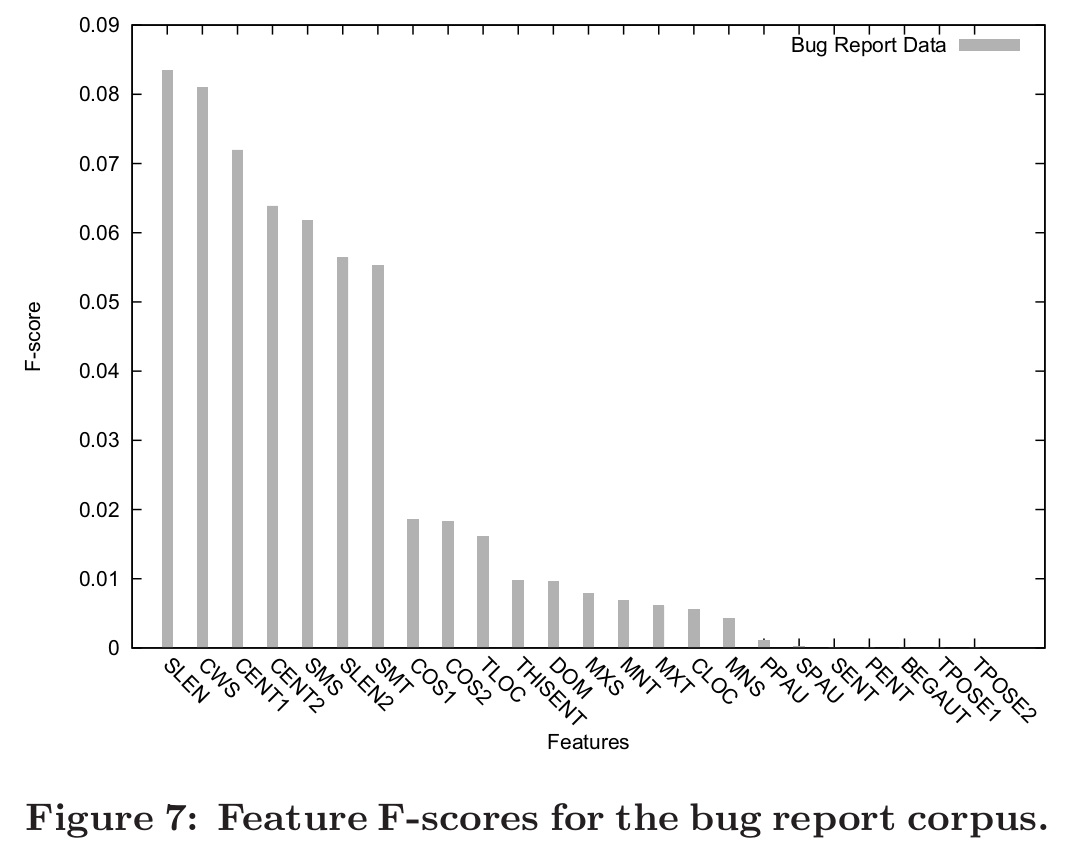 0.09
Bug Report Data
0.08
0.07
0.06
0.05
0.04
0.03
0.02
0.01
0
F-score
SLEN
CWS
CENT1
CENT2
SMS
SLEN2
SMT
COS1
COS2
TLOC
THISENT
DOM
MXS
MNT
MXT
CLOC
MNS
PPAU
SPAU
SENT
PENT
BEGAUT
TPOSE1
TPOSE2
Features
Figure 7: Feature F-scores for the bug report corpus.